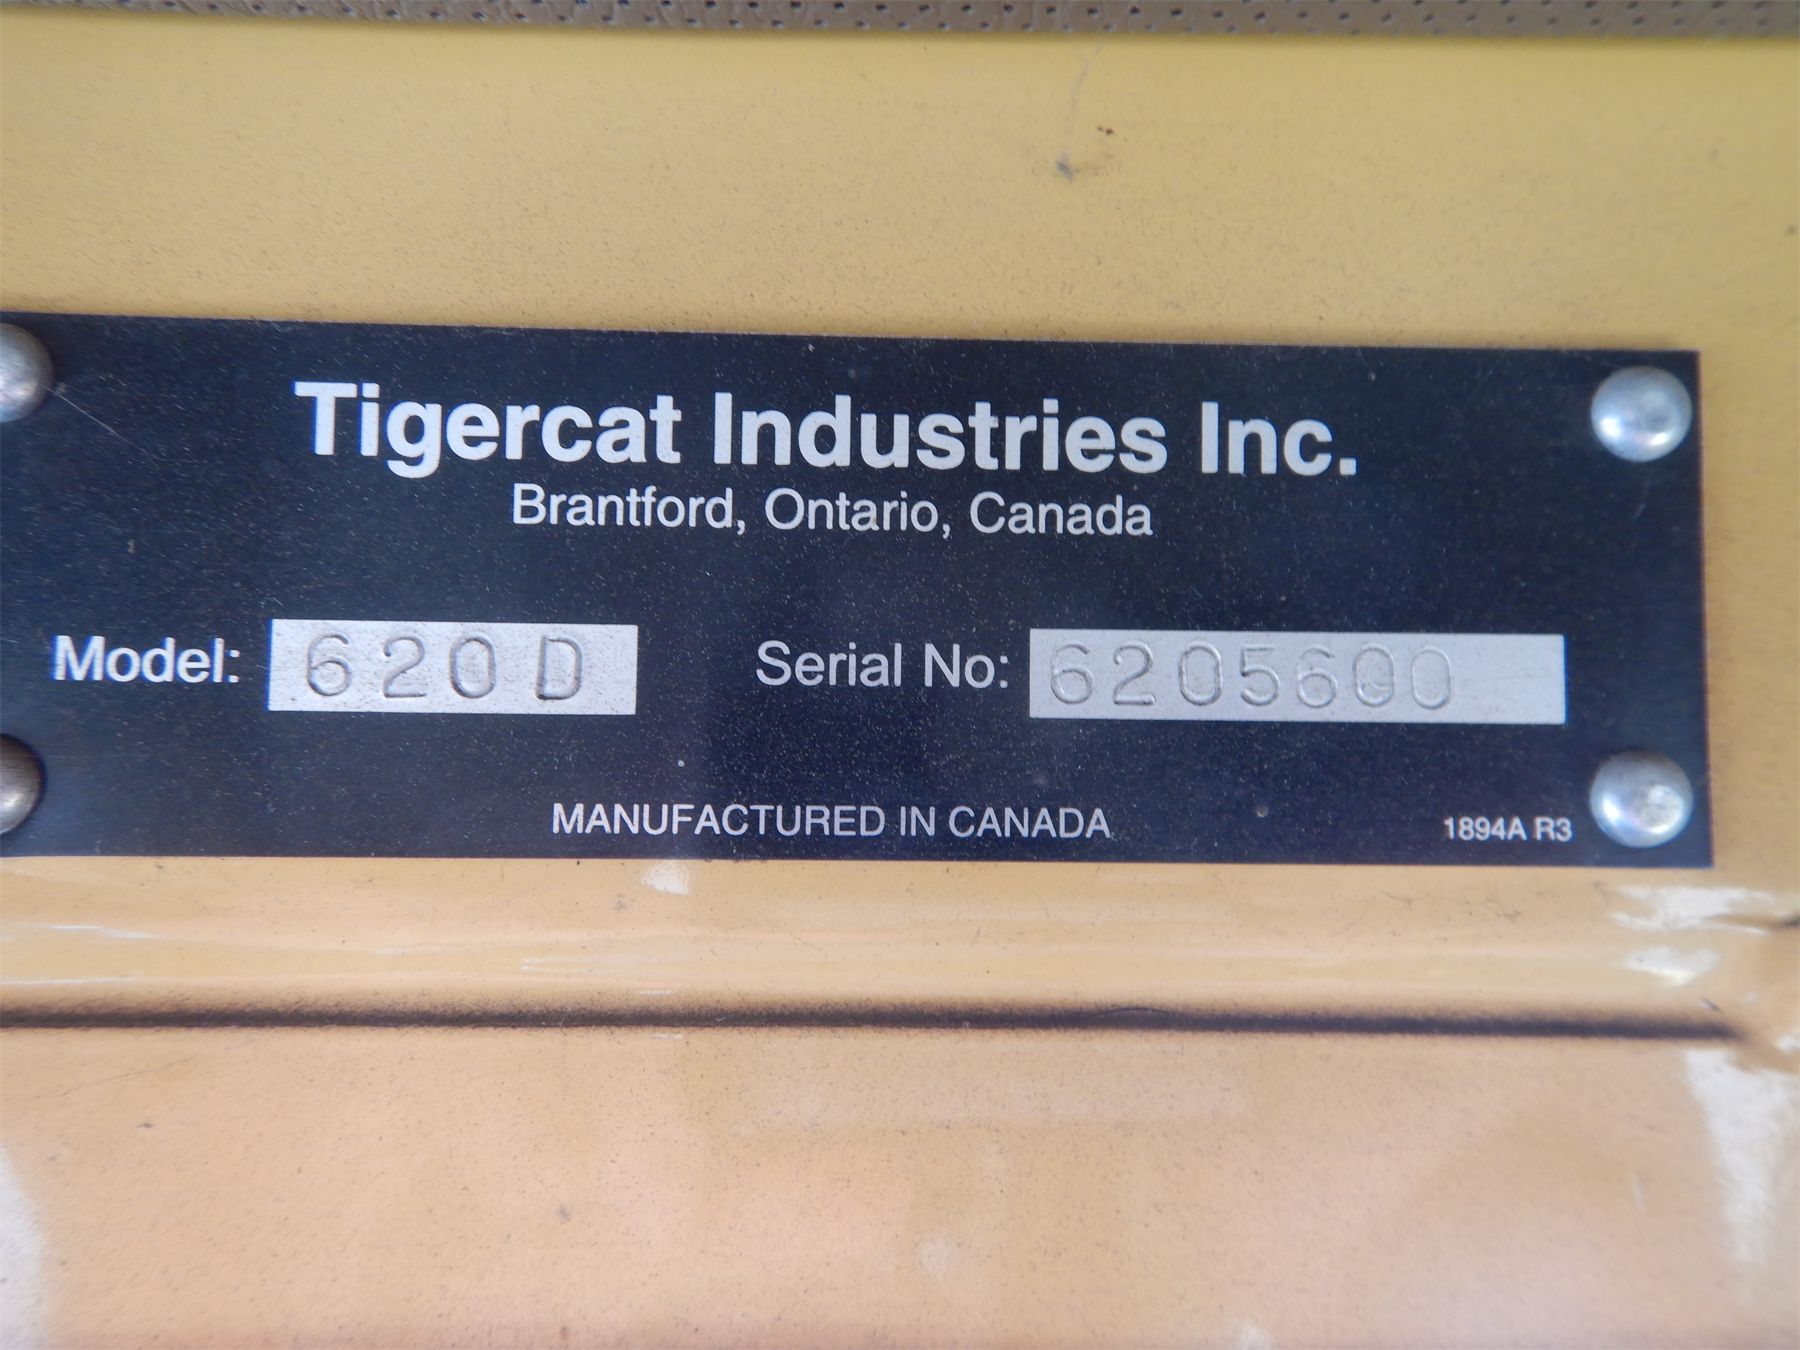 Tigercat Industries Inc.
Brantford, Ontario, Canada
Model: 620D Serial No: 6205600
MANUFACTURED IN CANADA 1894A R3